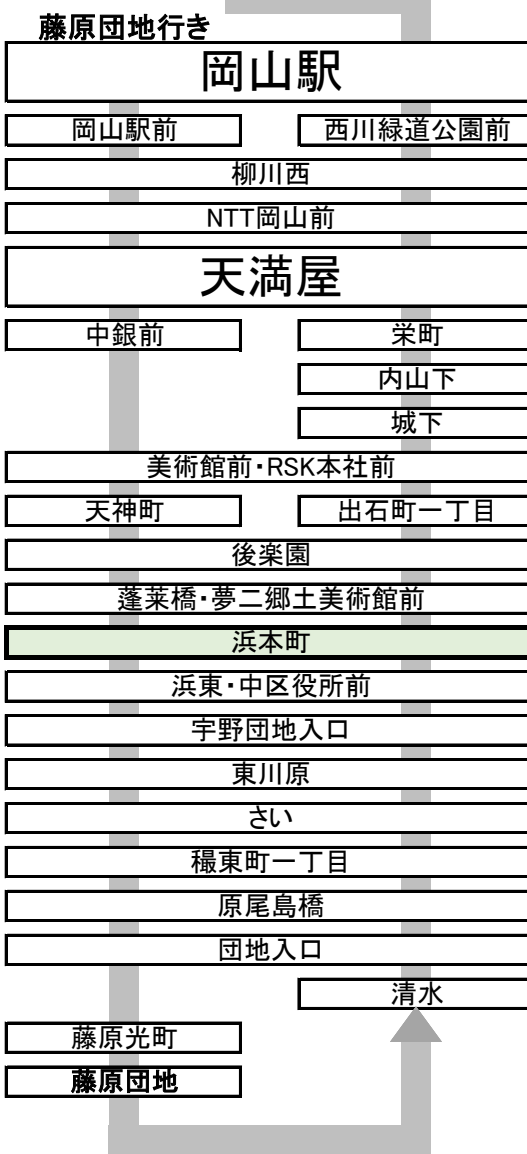 藤原団地行き
岡山駅
岡山駅前 西川緑道公園前
柳川西
NTT岡山前
天満屋
中銀前 栄町
内山下
城下
美術館前・RSK本社前
天神町 出石町一丁目
後楽園
蓬莱橋・夢二郷土美術館前
浜本町
浜東・中区役所前
宇野団地入口
東川原
さい
穝東町一丁目
原尾島橋
団地入口
清水
藤原光町
藤原団地